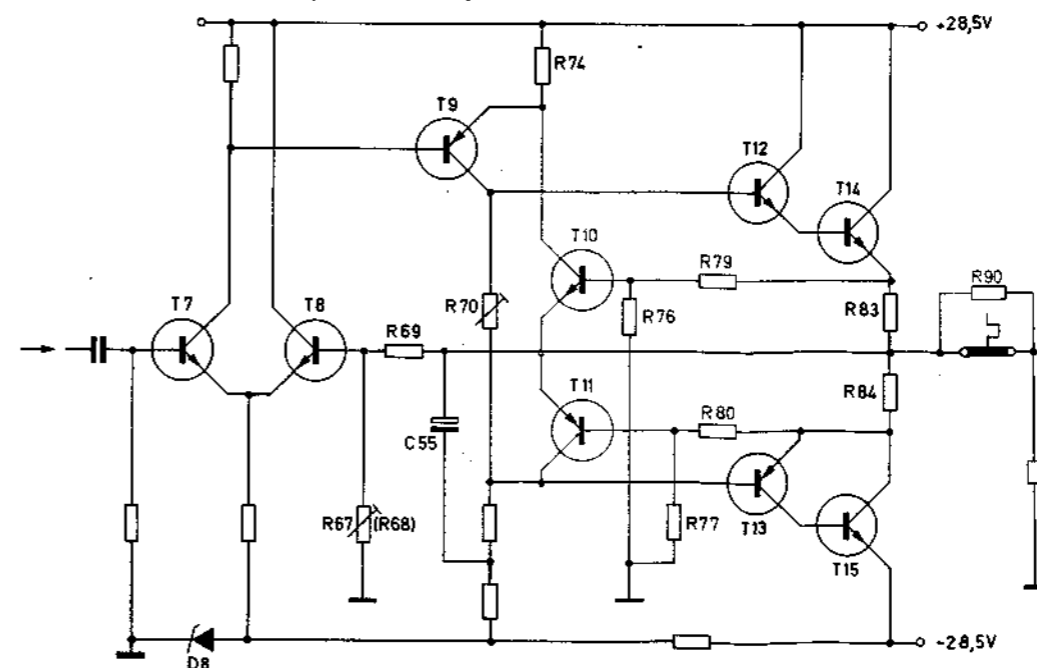 +28,5V
R74
T9
T12
T14
T10
R79
R90
T7
T8
R69
R70
R76
R83
T11
R84
C55
R80
R67
(R68)
R77
T13
T15
D8
-28,5V